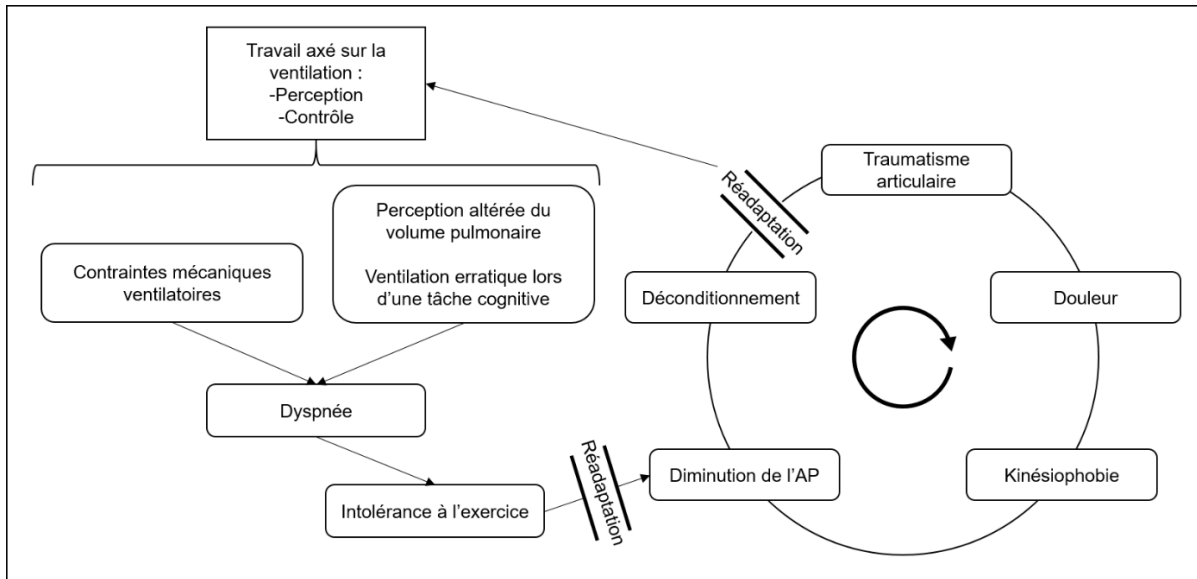 Travail axé sur la
ventilation :
-Perception
-Contrôle
Perception altérée du
volume pulmonaire
Ventilation erratique lors
d’une tâche cognitive
Contraintes mécaniques
ventilatoires
Dyspnée
Intolérance à l’exercice
Réadaptation
Réadaptation
Traumatisme
articulaire
Douleur
Kinésiophobie
Diminution de l’AP
Déconditionnement